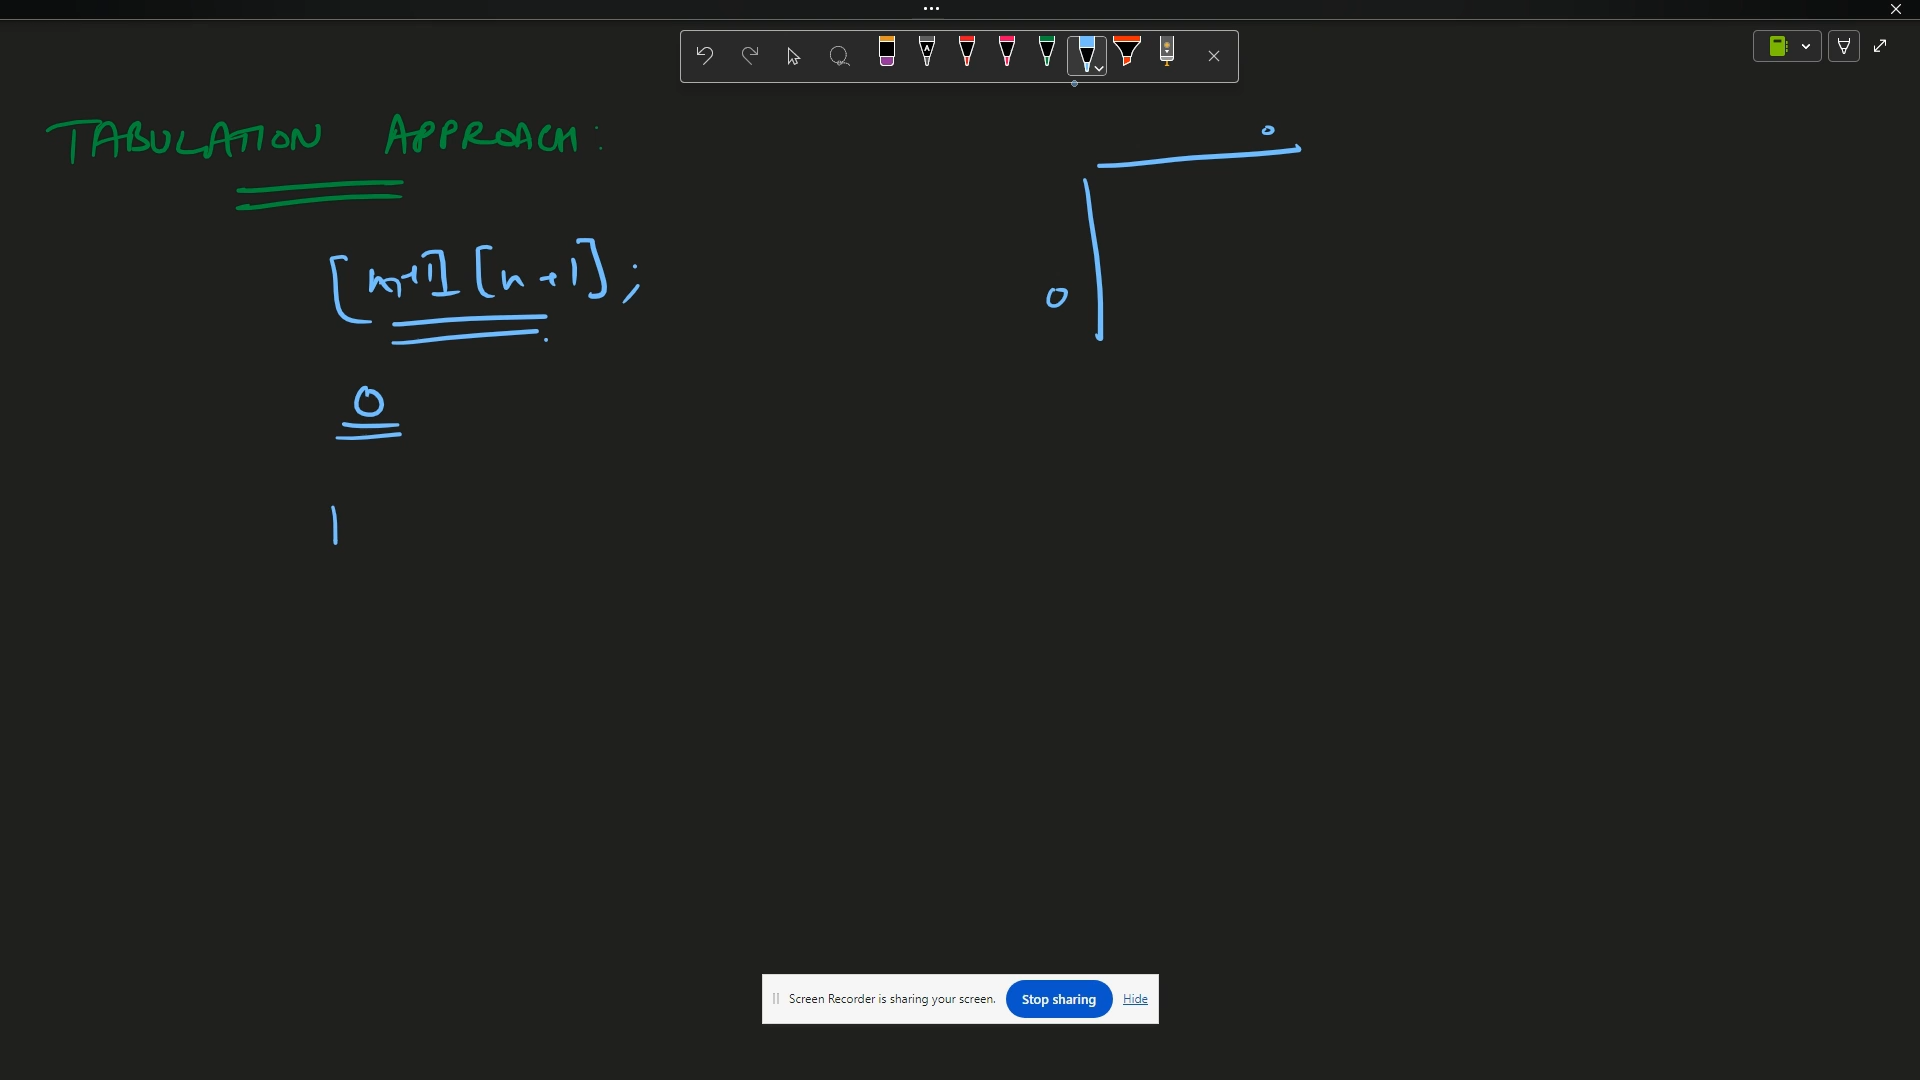 TABULATION APPROACH:
[m+1][n+1];
0
1
0
0
Screen Recorder is sharing your screen. Stop sharing Hide